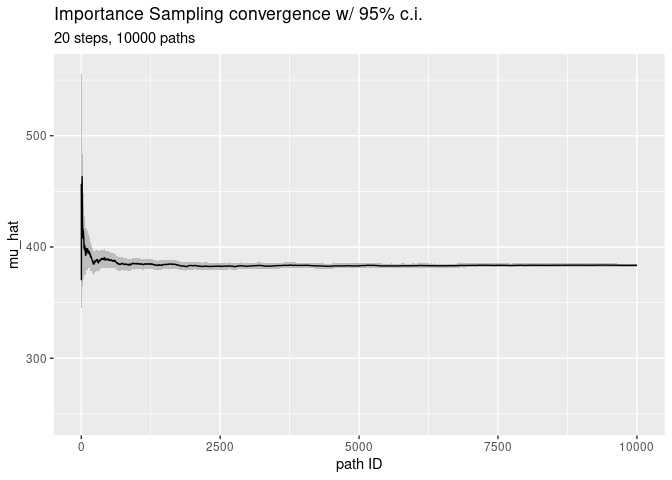 Importance Sampling convergence w/ 95% c.i.
20 steps, 10000 paths
500
400
300
mu_hat
0
2500
5000
7500
10000
path ID